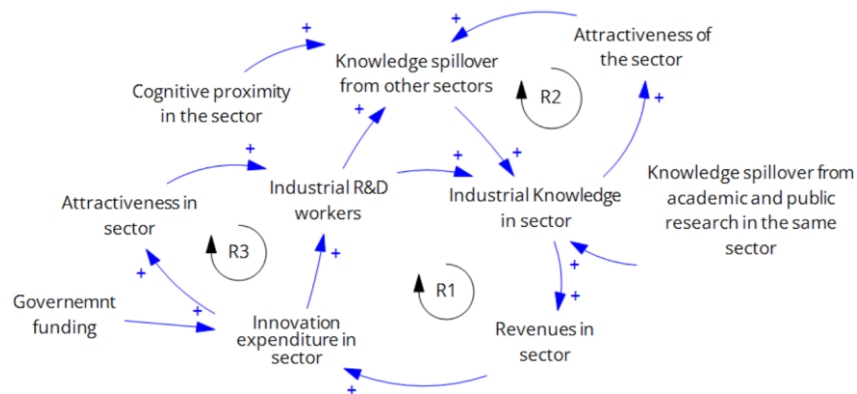 Attractiveness of
the sector
Knowledge spillover
from other sectors
Cognitive proximity
in the sector
R2
Industrial R&D
workers
Industrial Knowledge
in sector
Knowledge spillover from
academic and public
research in the same
sector
Attractiveness in
sector
R3
R1
Governemnt
funding
Innovation
expenditure in
sector
Revenues in
sector
+
+
+
+
+
+
+
+
+
+
+
+
+